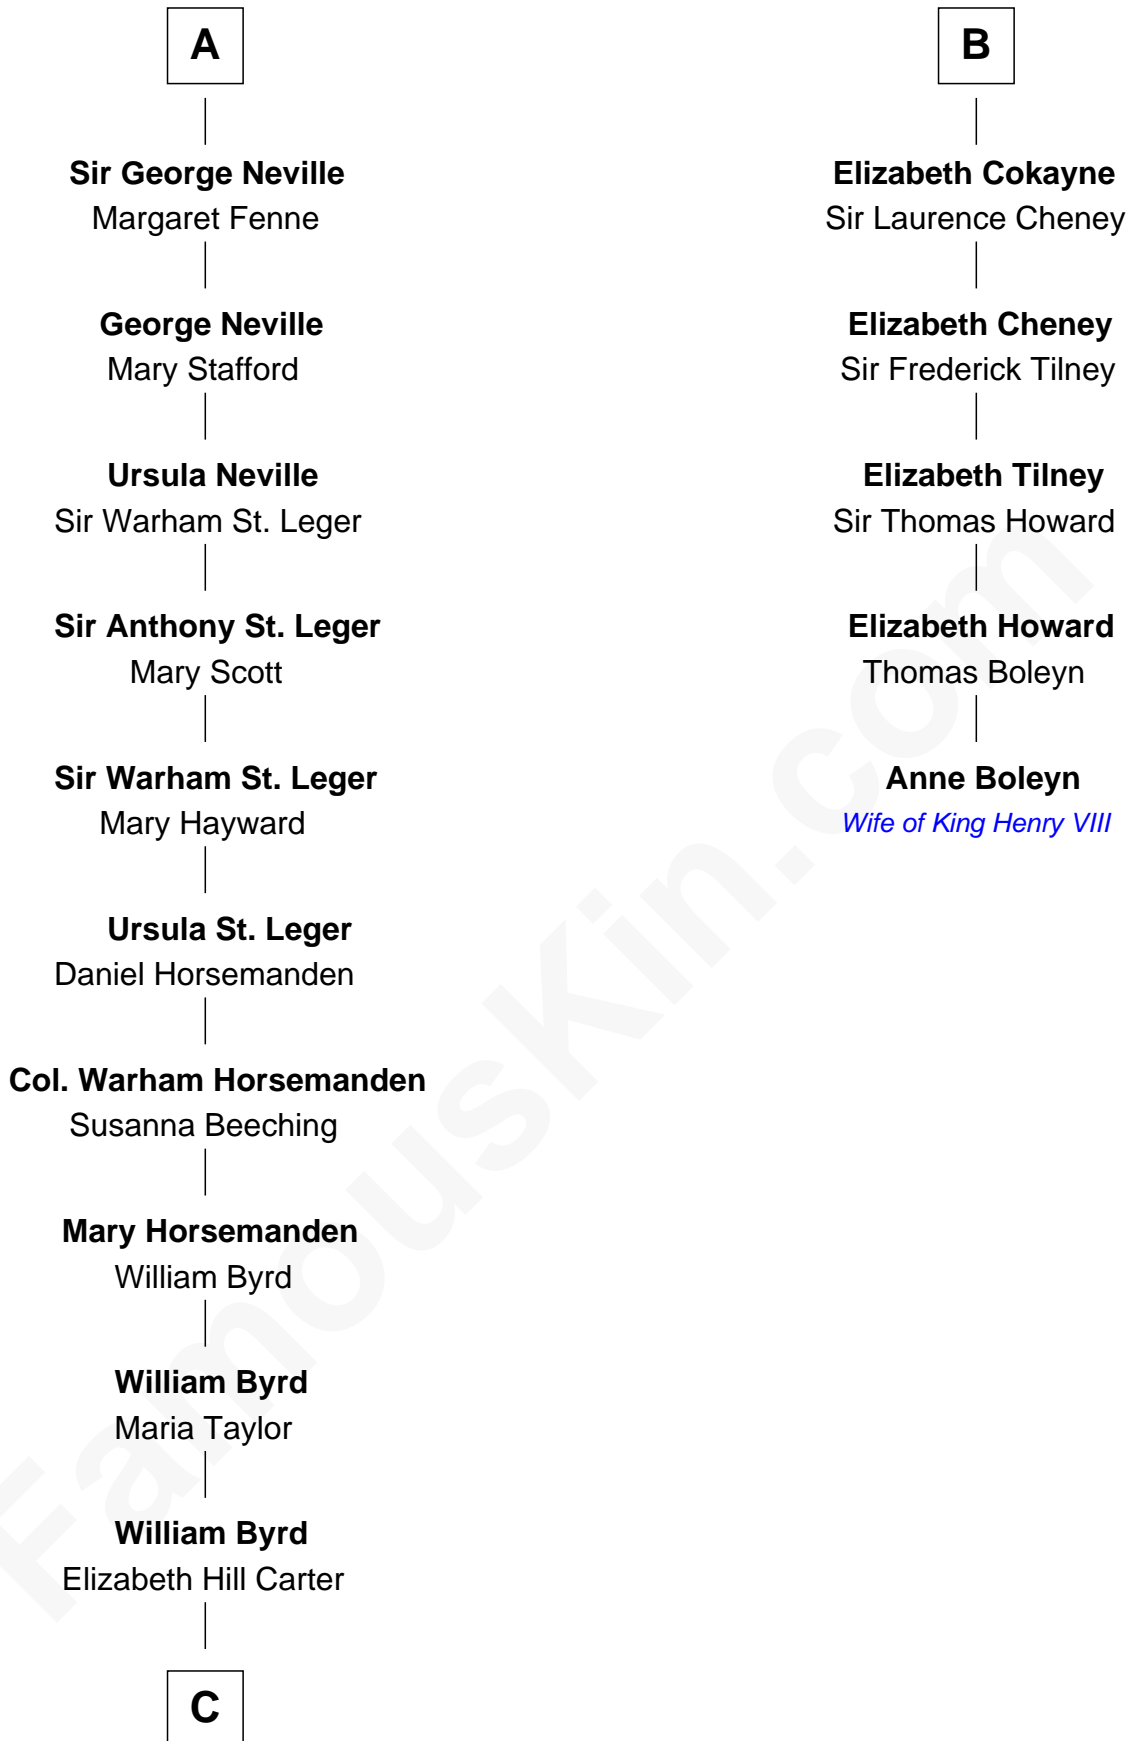 A
Sir George Neville
Margaret Fenne
George Neville
Mary Stafford
Ursula Neville
Sir Warham St. Leger
Sir Anthony St. Leger
Mary Scott
Sir Warham St. Leger
Mary Hayward
Ursula St. Leger
Daniel Horsemanden
Col. Warham Horsemanden
Susanna Beeching
Mary Horsemanden
William Byrd
William Byrd
Maria Taylor
William Byrd
Elizabeth Hill Carter
C
B
Elizabeth Cokayne
Sir Laurence Cheney
Elizabeth Cheney
Sir Frederick Tilney
Elizabeth Tilney
Sir Thomas Howard
Elizabeth Howard
Thomas Boleyn
Anne Boleyn
Wife of King Henry VIII
FamousKin.com